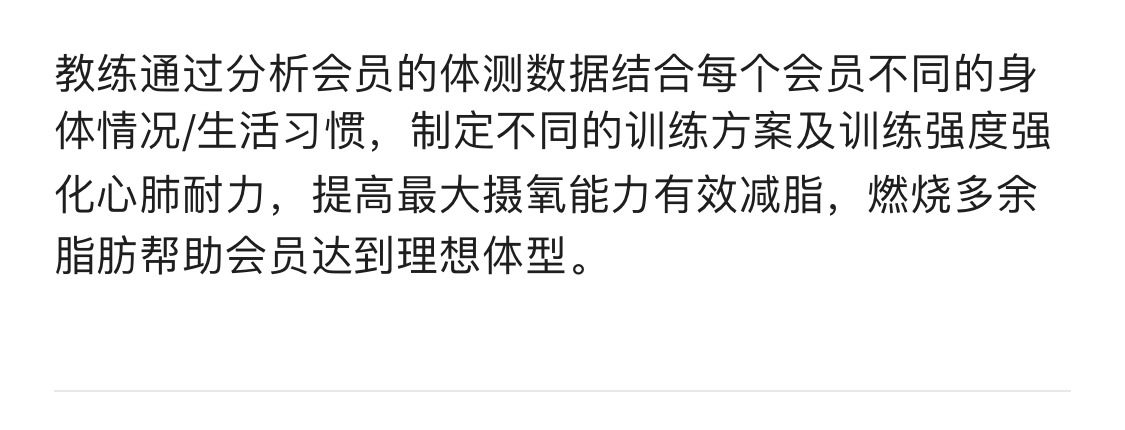 教练通过分析会员的体测数据结合每个会员不同的身
体情况/生活习惯，制定不同的训练方案及训练强度强
化心肺耐力，提高最大摄氧能力有效减脂，燃烧多余
脂肪帮助会员达到理想体型。